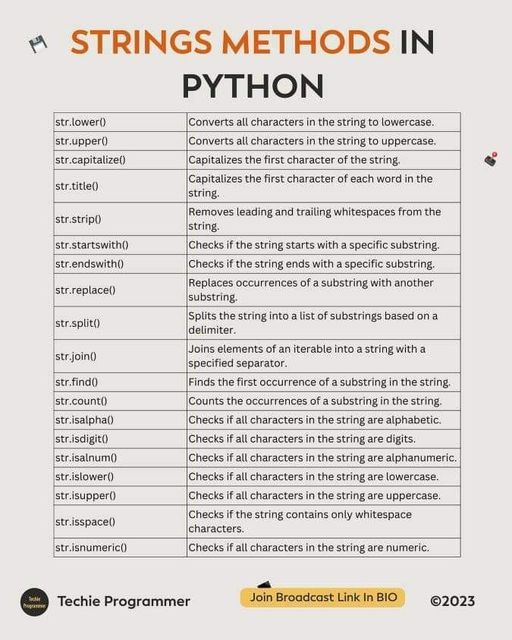 STRINGS METHODS IN
PYTHON
str.lower() Converts all characters in the string to lowercase.
str.upper() Converts all characters in the string to uppercase.
str.capitalize() Capitalizes the first character of the string.
str.title() Capitalizes the first character of each word in the
string.
str.strip() Removes leading and trailing whitespaces from the
string.
str.startswith() Checks if the string starts with a specific substring.
str.endswith() Checks if the string ends with a specific substring.
str.replace() Replaces occurrences of a substring with another
substring.
str.split() Splits the string into a list of substrings based on a
delimiter.
str.join() Joins elements of an iterable into a string with a
specified separator.
str.find() Finds the first occurrence of a substring in the string.
str.count() Counts the occurrences of a substring in the string.
str.isalpha() Checks if all characters in the string are alphabetic.
str.isdigit() Checks if all characters in the string are digits.
str.isalnum() Checks if all characters in the string are alphanumeric.
str.islower() Checks if all characters in the string are lowercase.
str.isupper() Checks if all characters in the string are uppercase.
str.isspace() Checks if the string contains only whitespace
characters.
str.isnumeric() Checks if all characters in the string are numeric.
Techie
Programmer
Techie Programmer
Join Broadcast Link In BIO
©2023